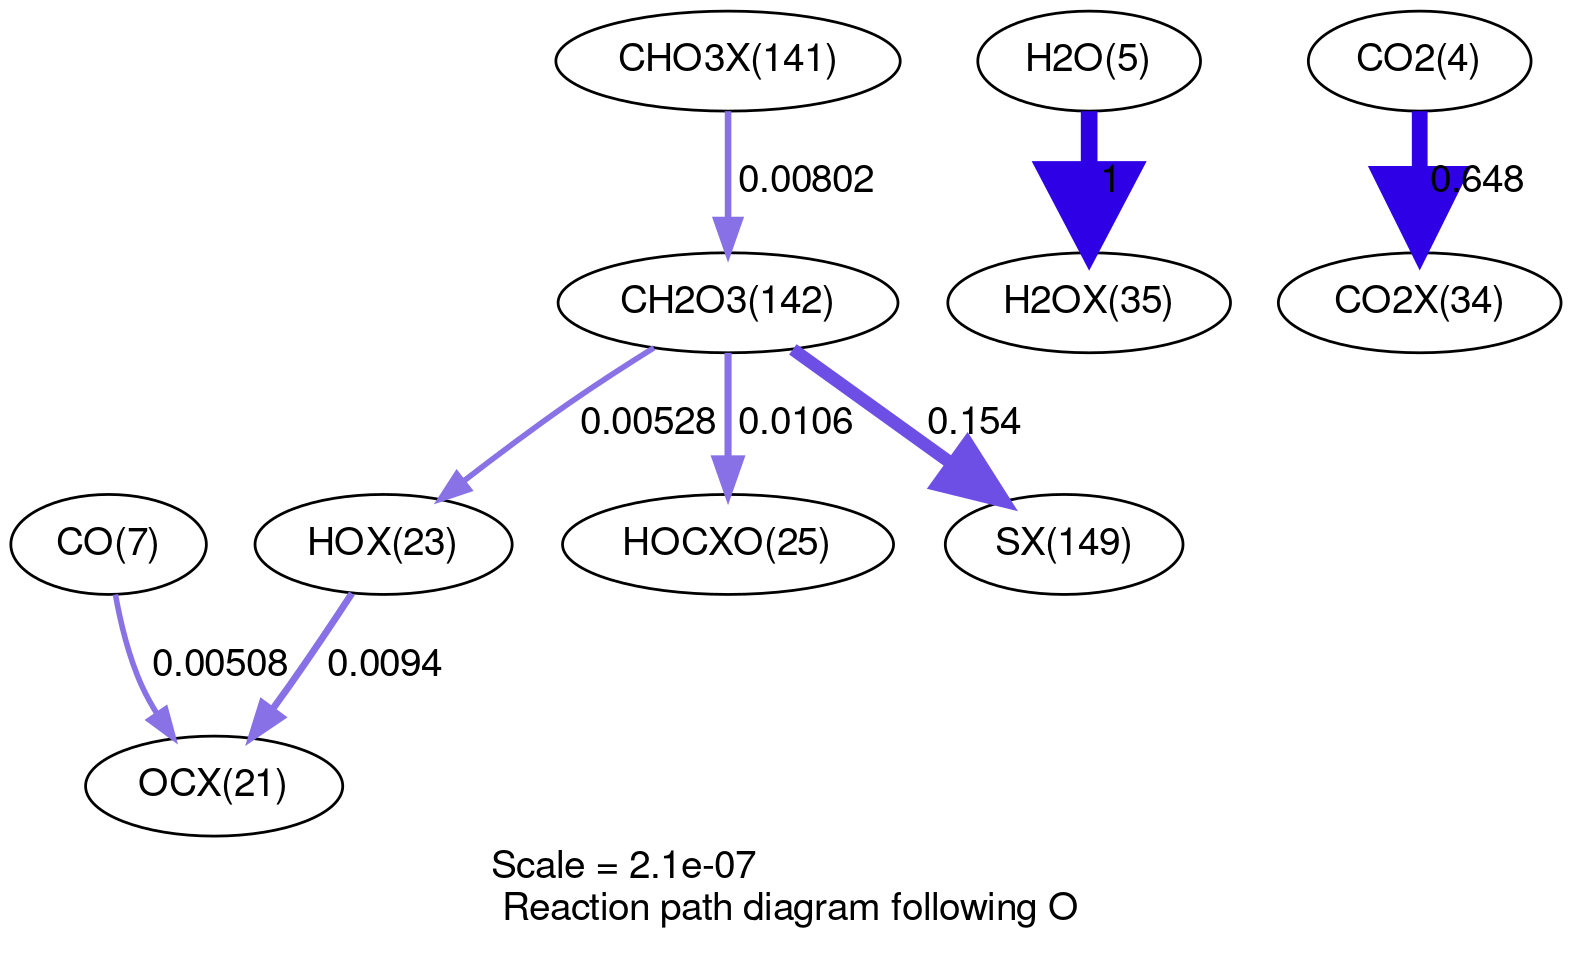 CHO3X(141)
H2O(5)
CO2(4)
0.00802
1
0.648
CH2O3(142)
H2OX(35)
CO2X(34)
0.00528
0.0106
0.154
CO(7)
HOX(23)
HOCXO(25)
SX(149)
0.00508
0.0094
OCX(21)
Scale = 2.1e-07
Reaction path diagram following O